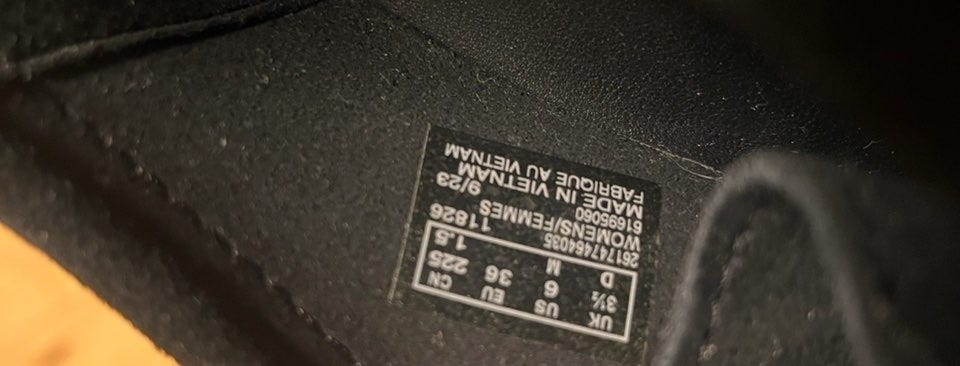 UK US EU CN
3½ 6 36 225
D M 1.5
261747464035 11826
WOMENS/FEMMES
61695060 9/23
MADE IN VIETNAM
FABRIQUE AU VIETNAM